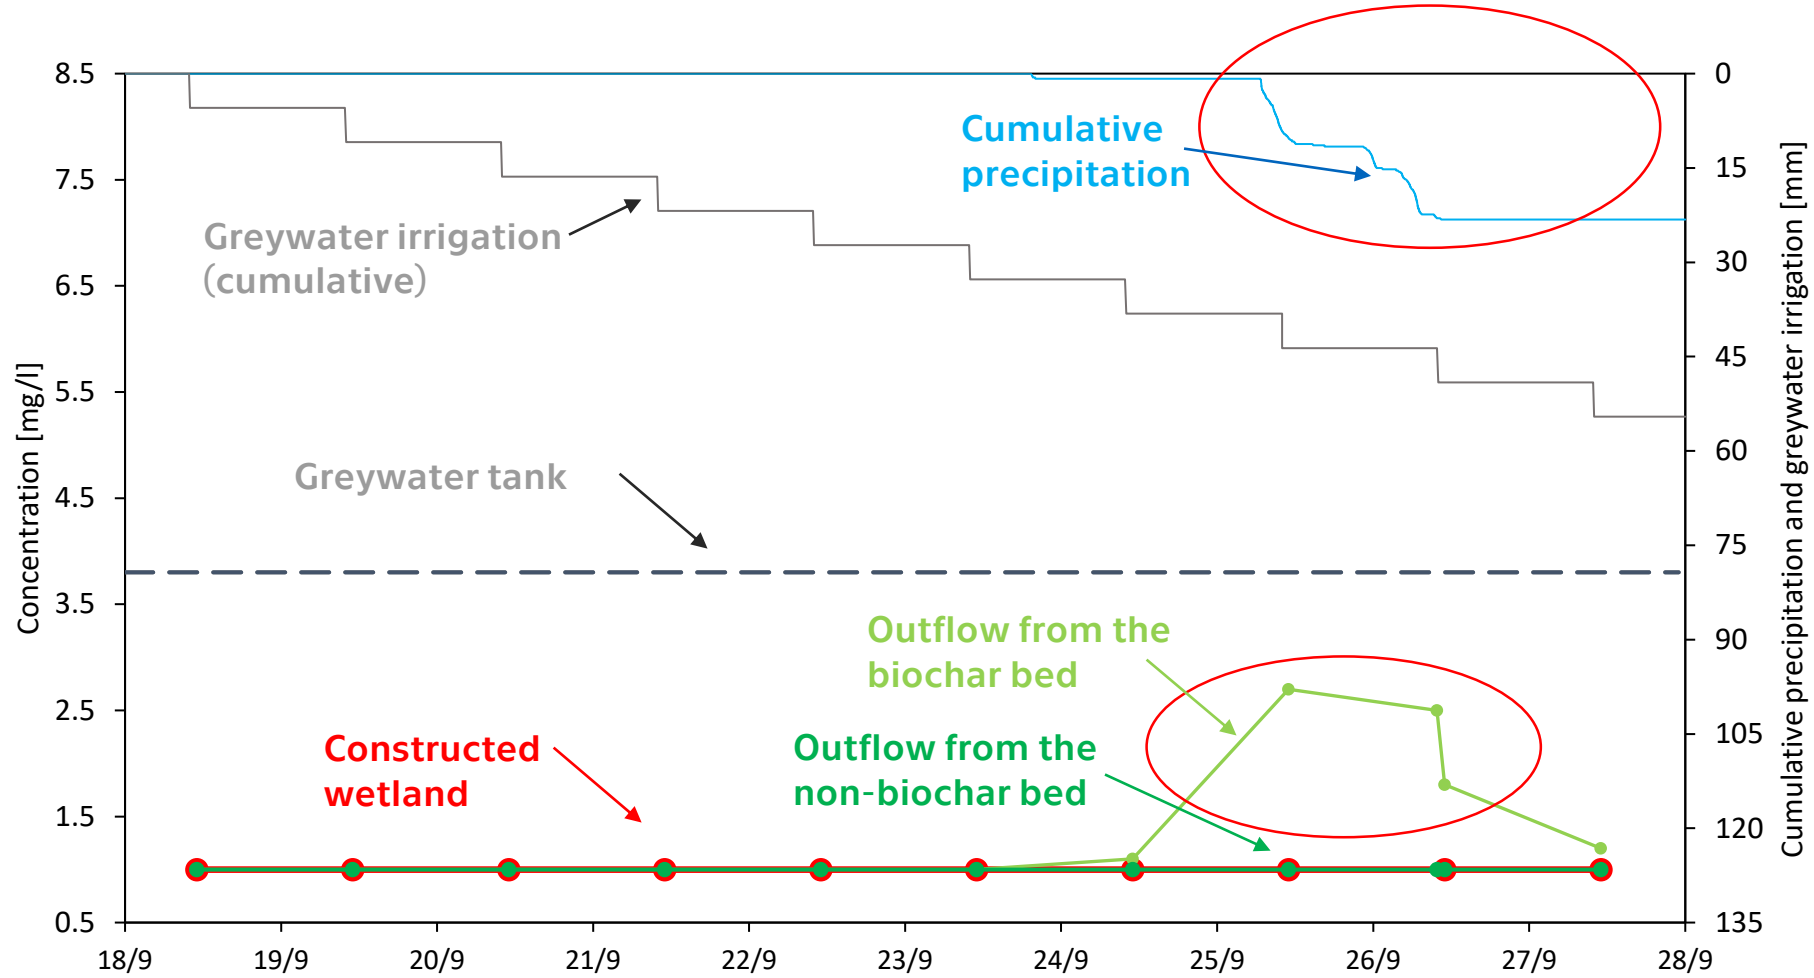 8.5
7.5
6.5
5.5
4.5
3.5
2.5
1.5
0.5
Concentration [mg/l]
0
15
30
45
60
75
90
105
120
135
Cumulative precipitation and greywater irrigation [mm]
Cumulative
precipitation
Greywater irrigation
(cumulative)
Greywater tank
Outflow from the
biochar bed
Constructed
wetland
Outflow from the
non-biochar bed
18/9
19/9
20/9
21/9
22/9
23/9
24/9
25/9
26/9
27/9
28/9